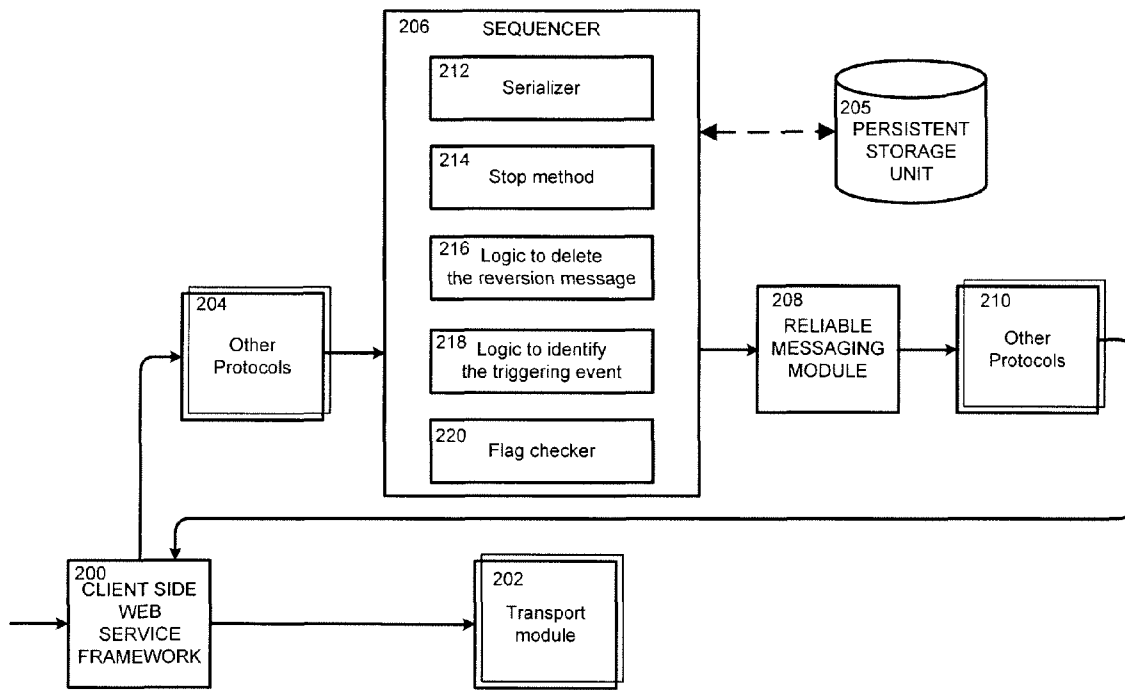 206 SEQUENCER
212
Serializer
214
Stop method
216 Logic to delete
the reversion message
218 Logic to identify
the triggering event
220 Flag checker
205
PERSISTENT
STORAGE
UNIT
204
Other
Protocols
208
RELIABLE
MESSAGING
MODULE
210
Other
Protocols
200
CLIENT SIDE
WEB
SERVICE
FRAMEWORK
202
Transport
module